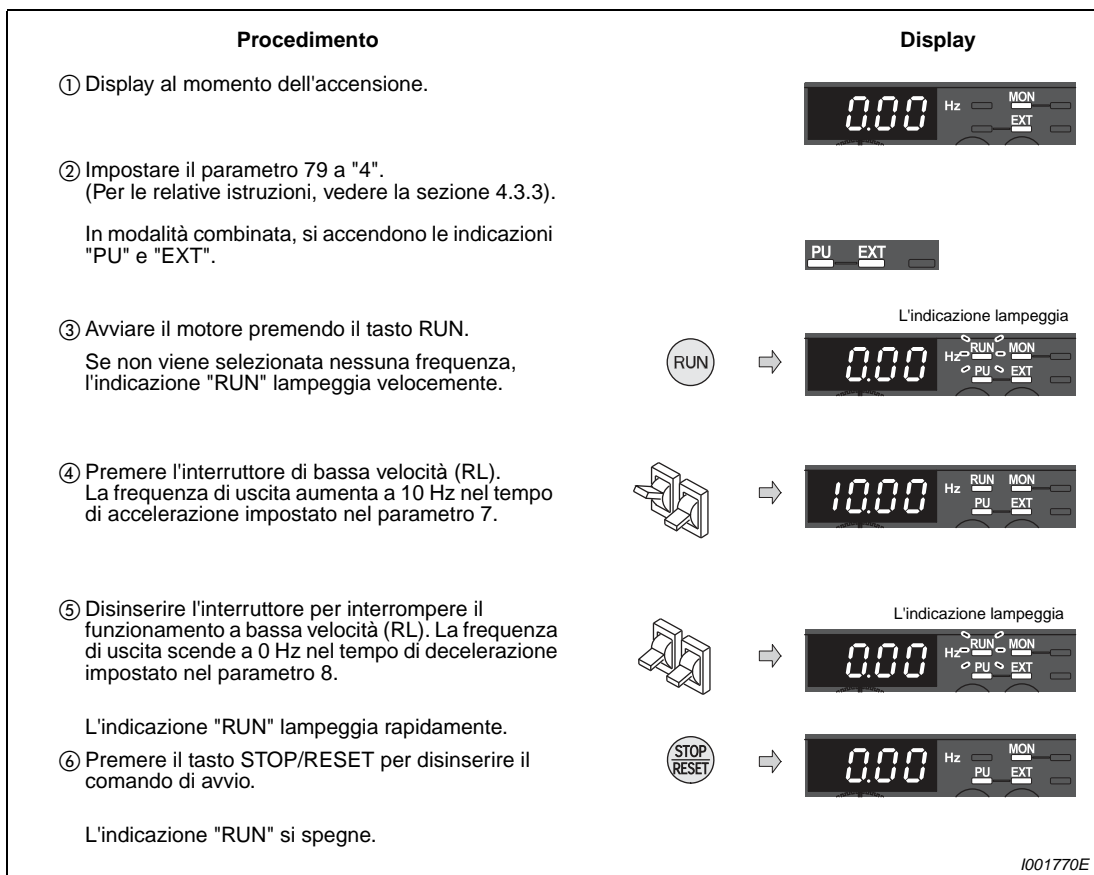 Procedimento
Display
① Display al momento dell'accensione.
0.00 Hz MON
EXT
② Impostare il parametro 79 a "4".
(Per le relative istruzioni, vedere la sezione 4.3.3).
In modalità combinata, si accendono le indicazioni
"PU" e "EXT".
PU EXT
③ Avviare il motore premendo il tasto RUN.
Se non viene selezionata nessuna frequenza,
l'indicazione "RUN" lampeggia velocemente.
RUN
L'indicazione lampeggia
0.00 Hz RUN MON
PU EXT
④ Premere l'interruttore di bassa velocità (RL).
La frequenza di uscita aumenta a 10 Hz nel tempo
di accelerazione impostato nel parametro 7.
10.00 Hz RUN MON
PU EXT
⑤ Disinserire l'interruttore per interrompere il
funzionamento a bassa velocità (RL). La frequenza
di uscita scende a 0 Hz nel tempo di decelerazione
impostato nel parametro 8.
L'indicazione lampeggia
0.00 Hz RUN MON
PU EXT
L'indicazione "RUN" lampeggia rapidamente.
⑥ Premere il tasto STOP/RESET per disinserire il
comando di avvio.
STOP
RESET
0.00 Hz MON
PU EXT
L'indicazione "RUN" si spegne.
I001770E